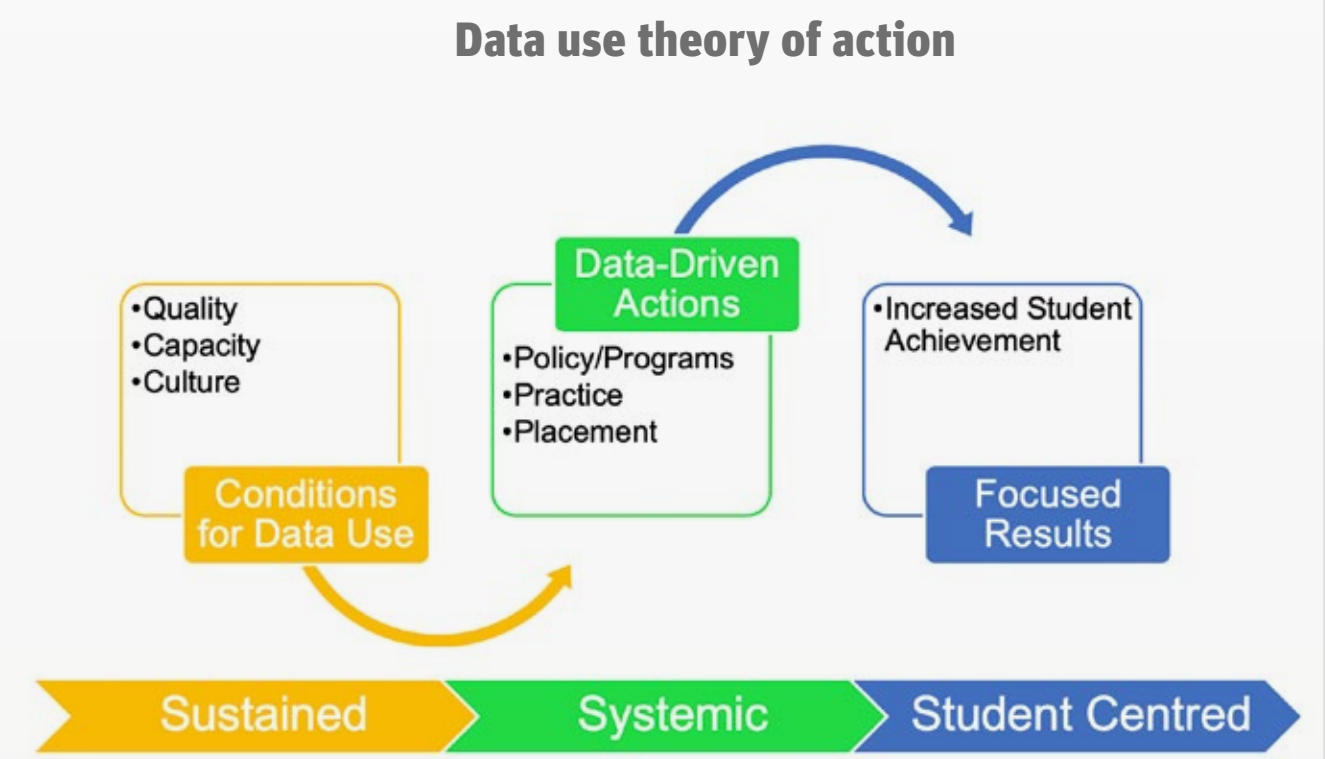 Data use theory of action
•Quality
•Capacity
•Culture
Conditions
for Data Use
Data-Driven
Actions
•Policy/Programs
•Practice
•Placement
•Increased Student
Achievement
Focused
Results
Sustained
Systemic
Student Centred